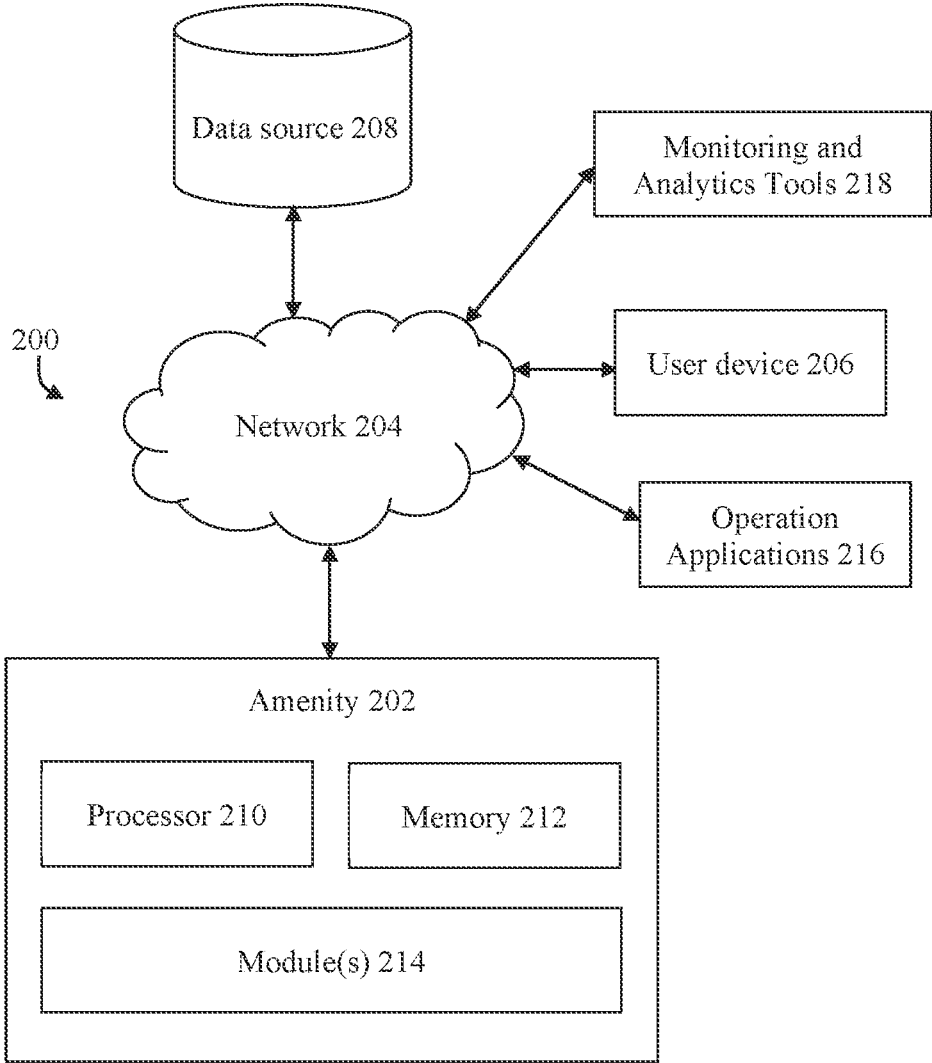 Data source 208
Monitoring and
Analytics Tools 218
200
User device 206
Network 204
Operation
Applications 216
Amenity 202
Processor 210
Memory 212
Module(s) 214